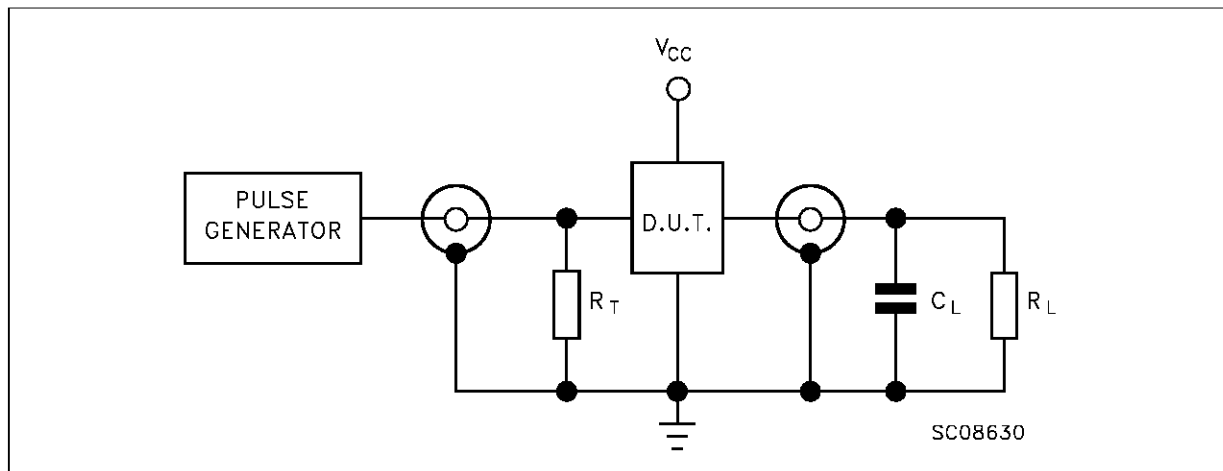 VCC
PULSE
GENERATOR
D.U.T.
RT
CL
RL
SC08630